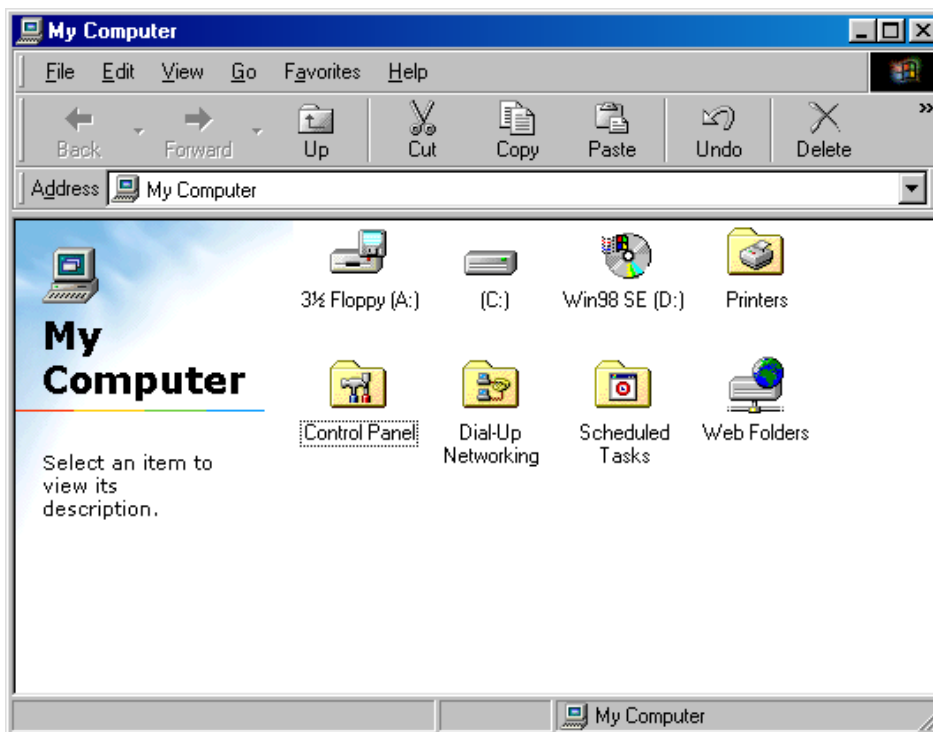 My Computer
File Edit View Go Favorites Help
Back Forward Up Cut Copy Paste Undo Delete »
Address My Computer
3½ Floppy (A:) (C:) Win98 SE (D:) Printers
My
Computer
Control Panel Dial-Up Networking Scheduled Tasks Web Folders
Select an item to
view its
description.
My Computer